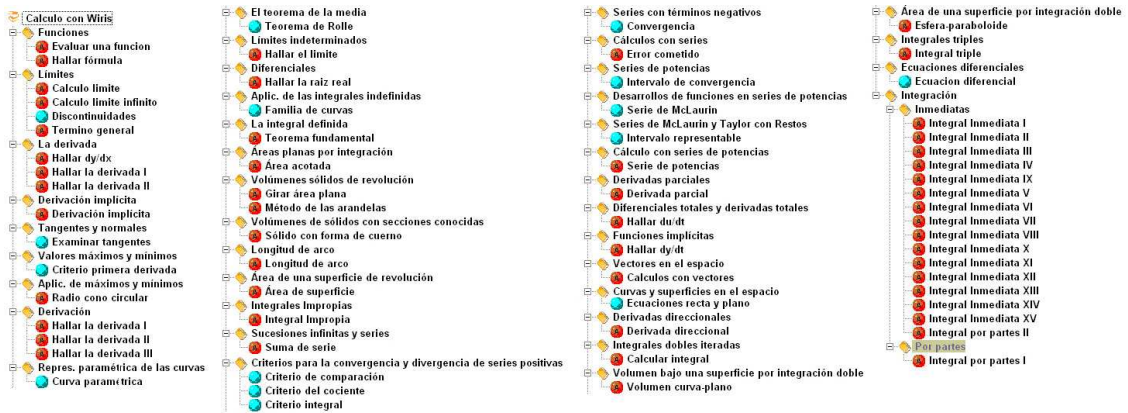 Calculo con Wiris
Funciones
Evaluar una funcion
Hallar fórmula
Límites
Calculo limite
Calculo limite infinito
Discontinuidades
Termino general
La derivada
Hallar dy/dx
Hallar la derivada I
Hallar la derivada II
Derivación implícita
Derivación implícita
Tangentes y normales
Examinar tangentes
Valores máximos y mínimos
Criterio primera derivada
Aplic. de máximos y mínimos
Radio cono circular
Derivación
Hallar la derivada I
Hallar la derivada II
Hallar la derivada III
Repres. paramétrica de las curvas
Curva paramétrica
El teorema de la media
Teorema de Rolle
Límites indeterminados
Hallar el limite
Diferenciales
Hallar la raiz real
Aplic. de las integrales indefinidas
Familia de curvas
La integral definida
Teorema fundamental
Áreas planas por integración
Área acotada
Volúmenes sólidos de revolución
Girar área plana
Método de las arandelas
Volúmenes de sólidos con secciones conocidas
Sólido con forma de cuerno
Longitud de arco
Longitud de arco
Área de una superficie de revolución
Área de superficie
Integrales Impropias
Integral Impropia
Sucesiones infinitas y series
Suma de serie
Criterios para la convergencia y divergencia de series positivas
Criterio de comparación
Criterio del cociente
Criterio integral
Series con términos negativos
Convergencia
Cálculos con series
Error cometido
Series de potencias
Intervalo de convergencia
Desarrollos de funciones en series de potencias
Serie de McLaurin
Series de McLaurin y Taylor con Restos
Intervalo representable
Cálculo con series de potencias
Serie de potencias
Derivadas parciales
Derivada parcial
Diferenciales totales y derivadas totales
Hallar du/dt
Funciones implícitas
Hallar dy/dt
Vectores en el espacio
Calculos con vectores
Curvas y superficies en el espacio
Ecuaciones recta y plano
Derivadas direccionales
Derivada direccional
Integrales dobles iteradas
Calcular integral
Volumen bajo una superficie por integración doble
Volumen curva-plano
Área de una superficie por integración doble
Esfera-paraboloide
Integrales triples
Integral triple
Ecuaciones diferenciales
Ecuacion diferencial
Integración
Inmediatas
Integral Inmediata I
Integral Inmediata II
Integral Inmediata III
Integral Inmediata IV
Integral Inmediata IX
Integral Inmediata V
Integral Inmediata VI
Integral Inmediata VII
Integral Inmediata VIII
Integral Inmediata X
Integral Inmediata XI
Integral Inmediata XII
Integral Inmediata XIII
Integral Inmediata XIV
Integral Inmediata XV
Integral por partes II
Por partes
Integral por partes I